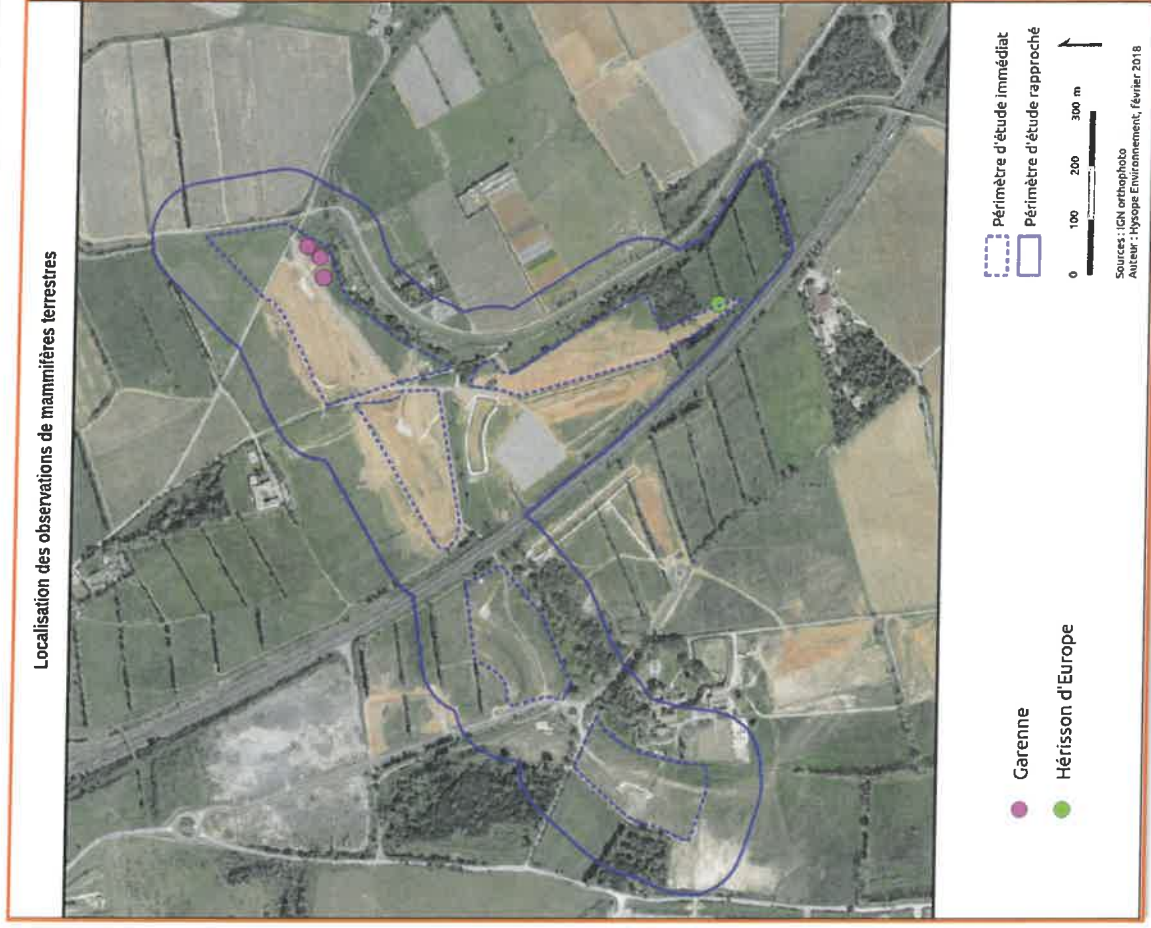 Localisation des observations de mammifères terrestres
Garenne
Hérisson d'Europe
Périmètre d'étude immédiat
Périmètre d'étude rapproché
0 100 200 300 m
Sources : IGN orthophoto
Auteur : Hysope Environnement, février 2018